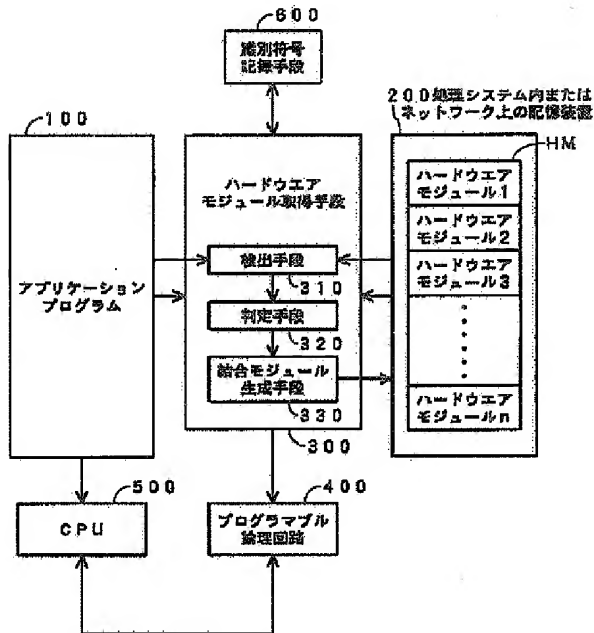 600
識別符号
記録手段
100
200処理システム内または
ネットワーク上の記憶装置
HM
ハードウエア
モジュール取得手段
ハードウエア
モジュール1
ハードウエア
モジュール2
ハードウエア
モジュール3
検出手段
310
アプリケーション
プログラム
判定手段
320
結合モジュール
生成手段
330
ハードウエア
モジュールn
300
500
400
CPU
プログラマブル
論理回路